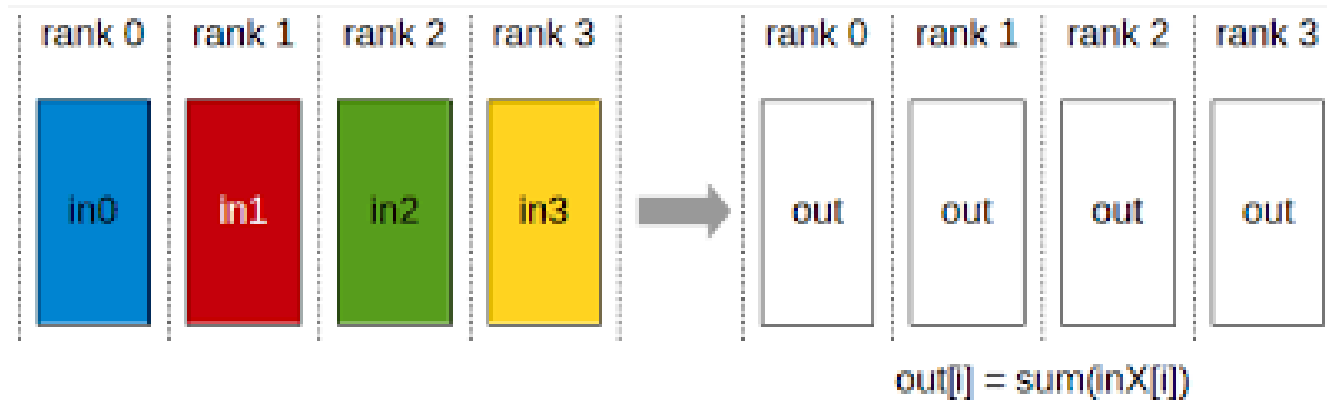 rank 0 rank 1 rank 2 rank 3 rank 0 rank 1 rank 2 rank 3
in0 in1 in2 in3 out out out out
out[i] = sum(inX[i])